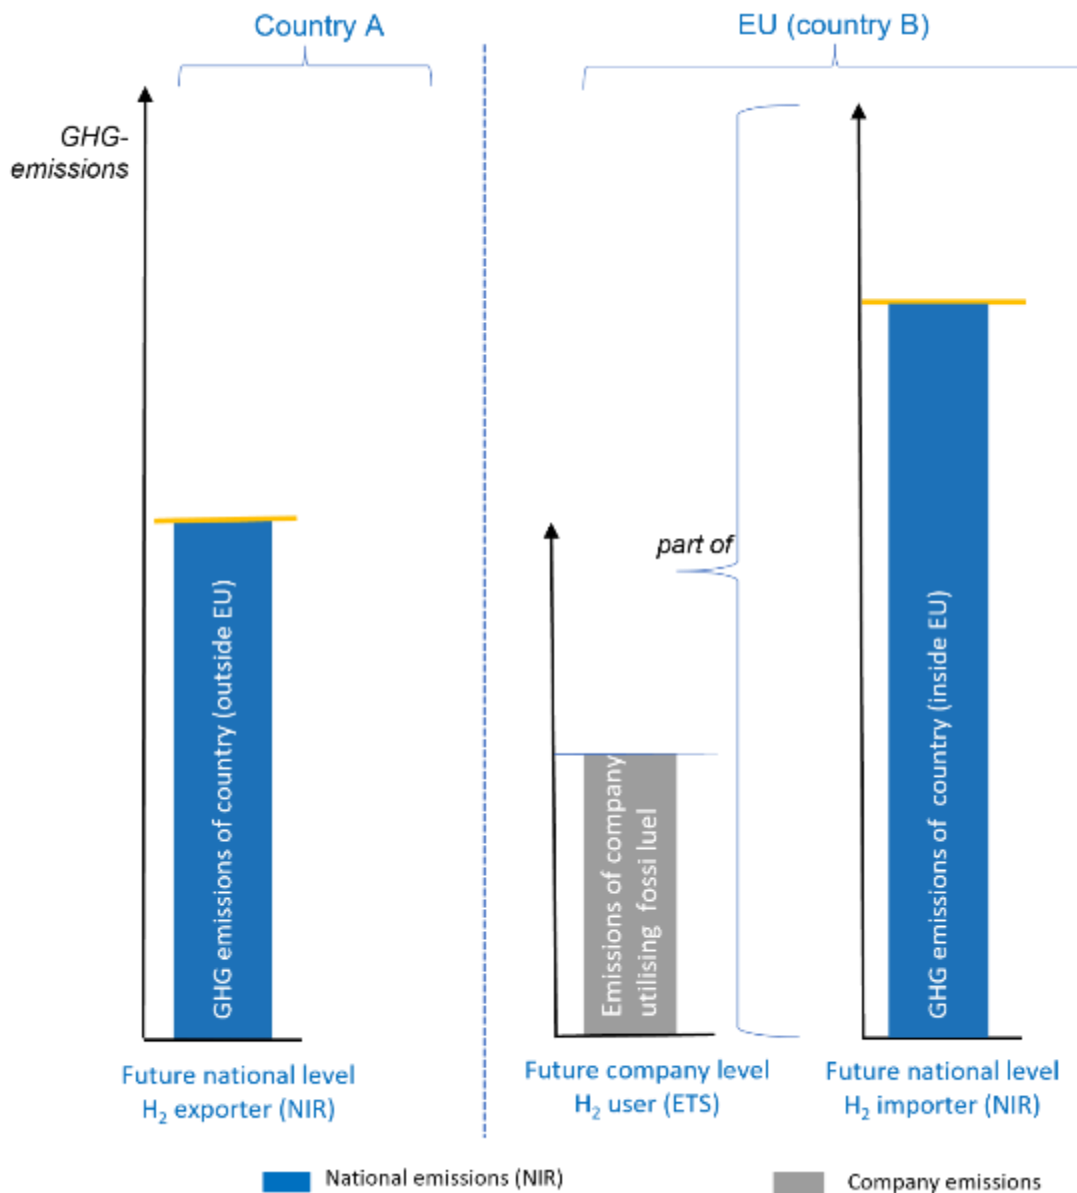 Country A
EU (country B)
GHG-
emissions
part of
GHG emissions of country (outside EU)
Emissions of company
utilising fossi luel
GHG emissions of country (inside EU)
Future national level
H₂ exporter (NIR)
Future company level
H₂ user (ETS)
Future national level
H₂ importer (NIR)
National emissions (NIR)
Company emissions